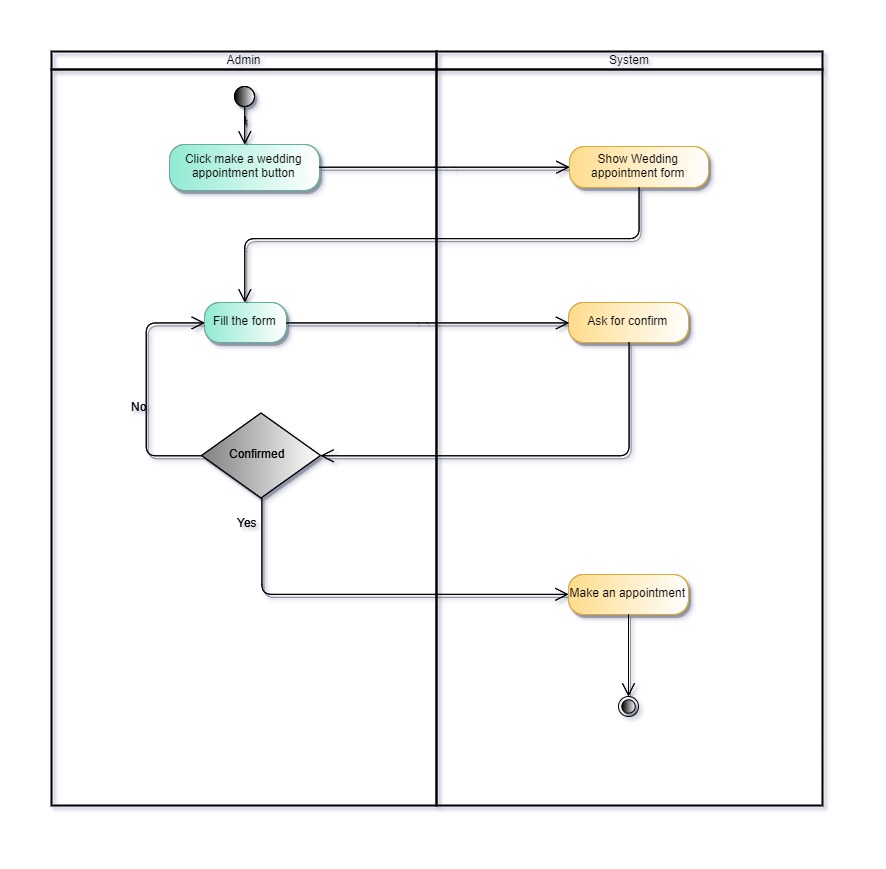 Admin
System
Click make a wedding
appointment button
Show Wedding
appointment form
Fill the form
Ask for confirm
No
Confirmed
Yes
Make an appointment